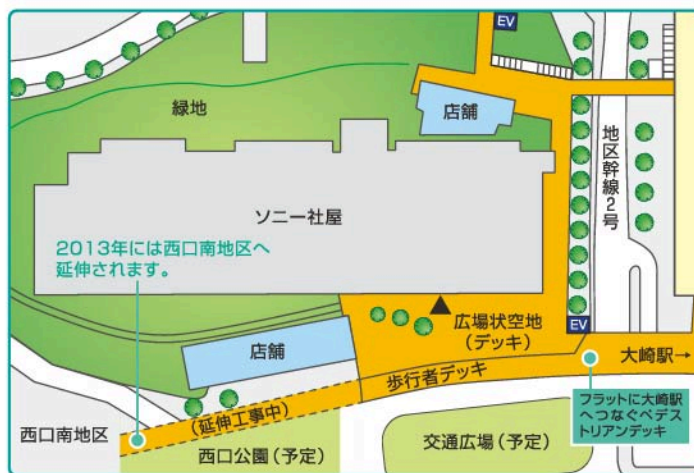 EV
店舗
緑地
地区幹線2号
ソニー社屋
2013年には西口南地区へ
延伸されます。
広場状空地
(デッキ)
EV
店舗
大崎駅→
歩行者デッキ
フラットに大崎駅
へつなぐペデス
トリアンデッキ
(延伸工事中)
西口南地区
西口公園(予定)
交通広場(予定)